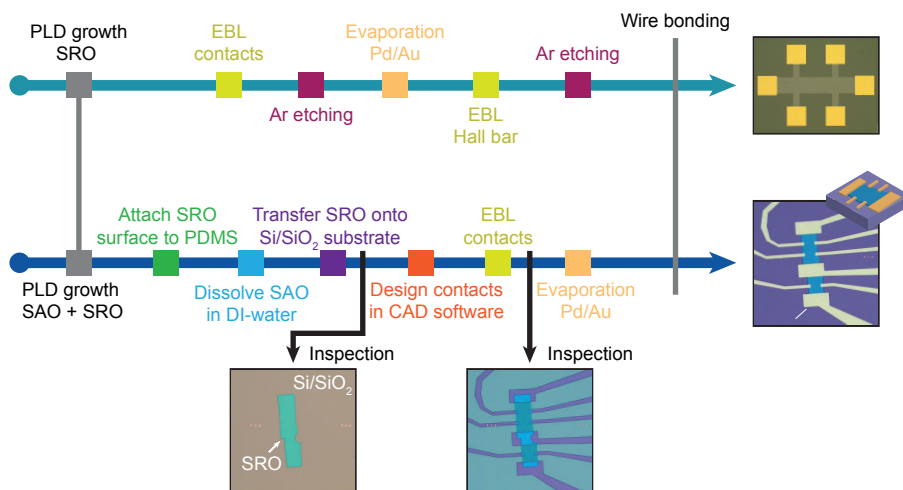 PLD growth
SRO
EBL
contacts
Ar etching
Evaporation
Pd/Au
EBL
Hall bar
Ar etching
Wire bonding
PLD growth
SAO + SRO
Attach SRO
surface to PDMS
Dissolve SAO
in DI-water
Transfer SRO onto
Si/SiO₂ substrate
Design contacts
in CAD software
EBL
contacts
Evaporation
Pd/Au
Inspection
Si/SiO₂
SRO
Inspection